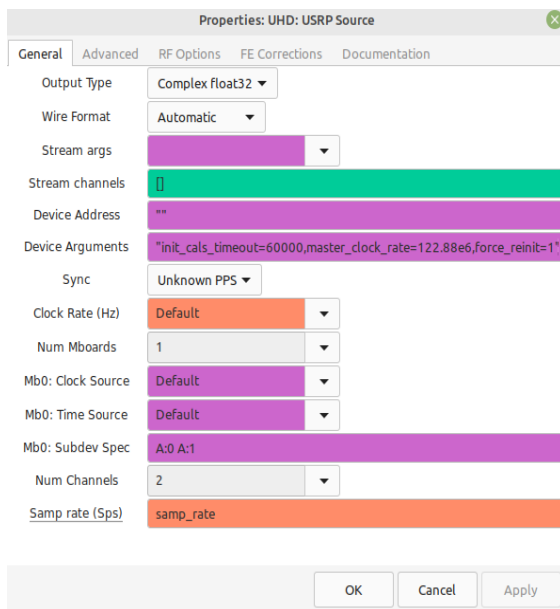 Properties: UHD: USRP Source
General Advanced RF Options FE Corrections Documentation
Output Type Complex float32
Wire Format Automatic
Stream args
Stream channels []
Device Address ""
Device Arguments "init_cals_timeout=60000,master_clock_rate=122.88e6,force_reinit=1"
Sync Unknown PPS
Clock Rate (Hz) Default
Num Mboards 1
Mb0: Clock Source Default
Mb0: Time Source Default
Mb0: Subdev Spec A:0 A:1
Num Channels 2
Samp rate (Sps) samp_rate
OK Cancel Apply